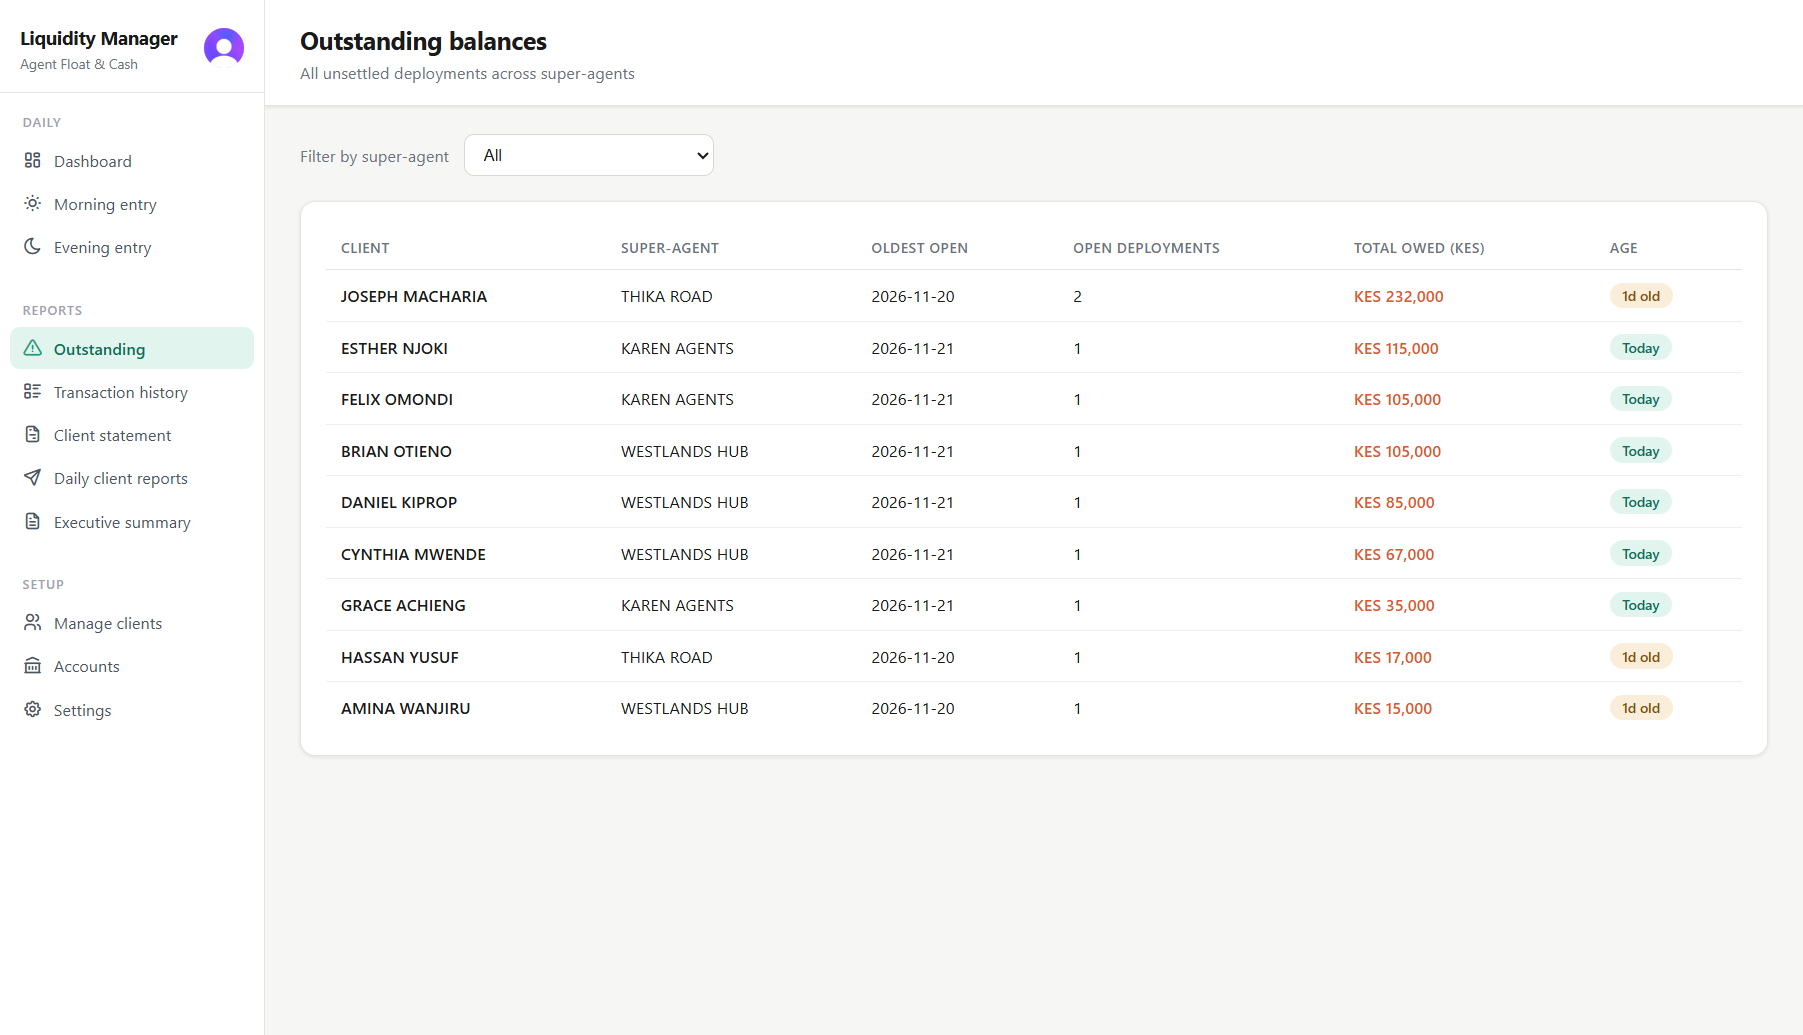 Liquidity Manager
Agent Float & Cash
DAILY
Dashboard
Morning entry
Evening entry
REPORTS
Outstanding
Transaction history
Client statement
Daily client reports
Executive summary
SETUP
Manage clients
Accounts
Settings
Outstanding balances
All unsettled deployments across super-agents
Filter by super-agent All
CLIENT SUPER-AGENT OLDEST OPEN OPEN DEPLOYMENTS TOTAL OWED (KES) AGE
JOSEPH MACHARIA THIKA ROAD 2026-11-20 2 KES 232,000 1d old
ESTHER NJOKI KAREN AGENTS 2026-11-21 1 KES 115,000 Today
FELIX OMONDI KAREN AGENTS 2026-11-21 1 KES 105,000 Today
BRIAN OTIENO WESTLANDS HUB 2026-11-21 1 KES 105,000 Today
DANIEL KIPROP WESTLANDS HUB 2026-11-21 1 KES 85,000 Today
CYNTHIA MWENDE WESTLANDS HUB 2026-11-21 1 KES 67,000 Today
GRACE ACHIENG KAREN AGENTS 2026-11-21 1 KES 35,000 Today
HASSAN YUSUF THIKA ROAD 2026-11-20 1 KES 17,000 1d old
AMINA WANJIRU WESTLANDS HUB 2026-11-20 1 KES 15,000 1d old